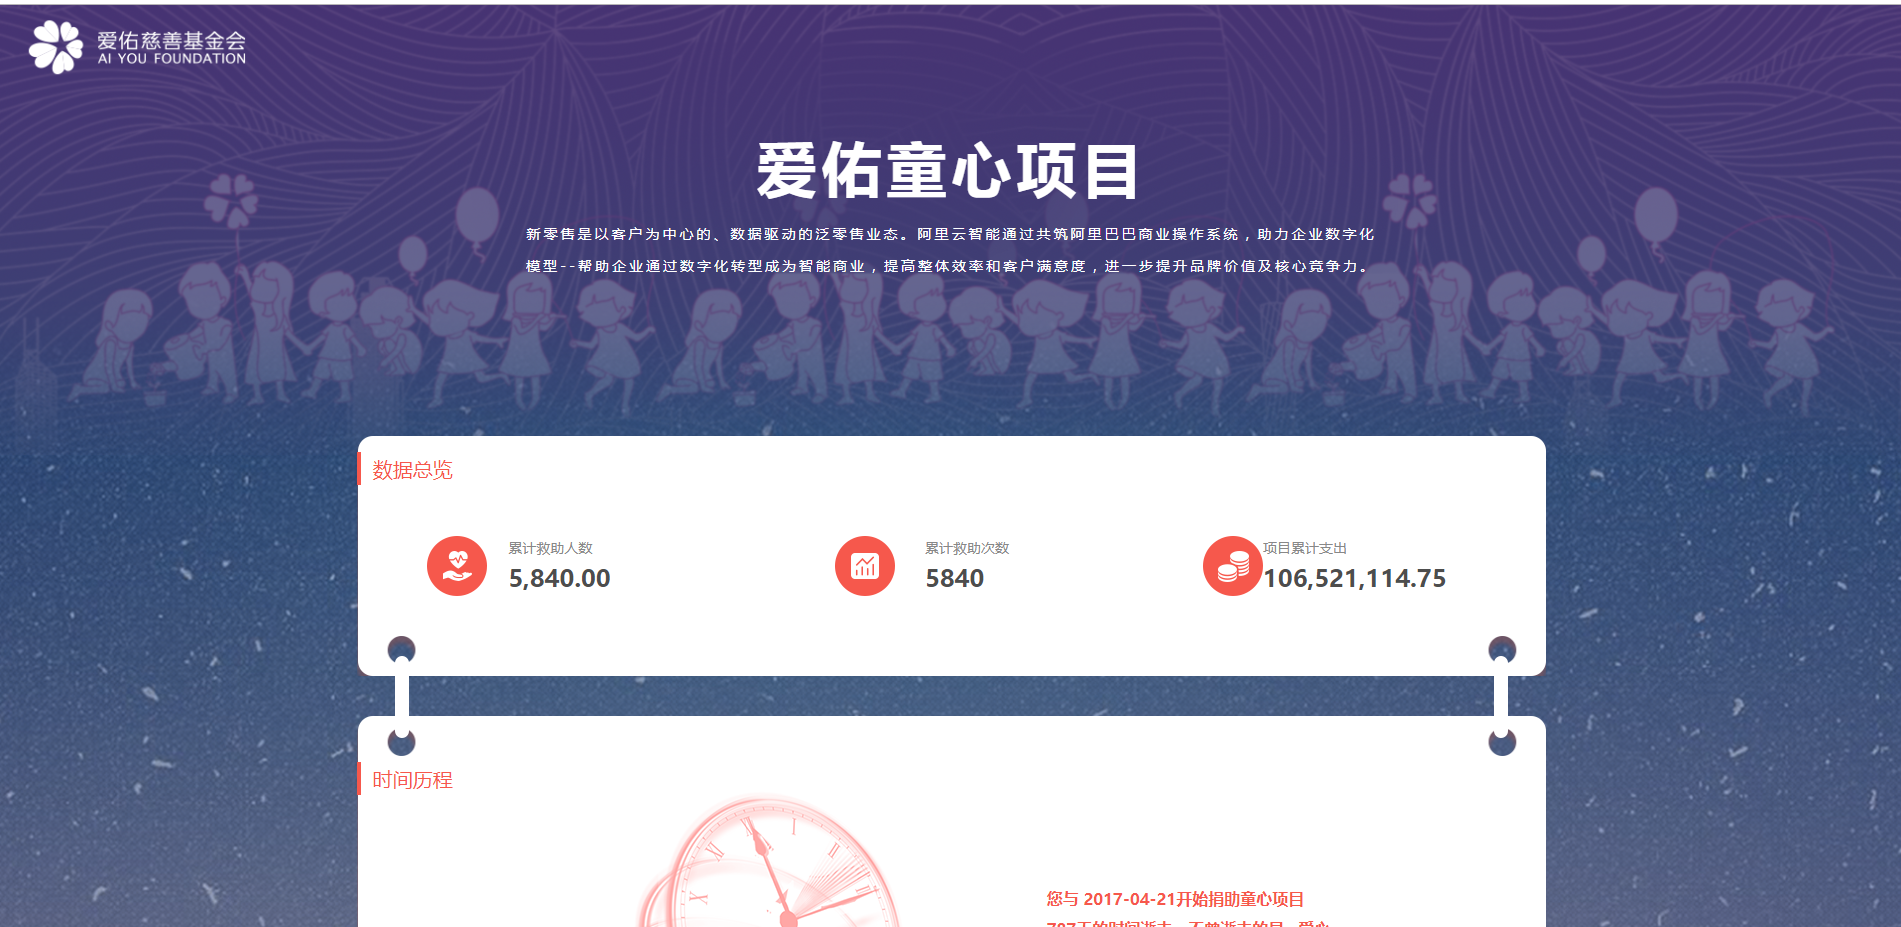 爱佑慈善基金会
AI YOU FOUNDATION
爱佑童心项目
新零售是以客户为中心的、数据驱动的泛零售业态。阿里云智能通过共筑阿里巴巴商业操作系统，助力企业数字化
模型--帮助企业通过数字化转型成为智能商业，提高整体效率和客户满意度，进一步提升品牌价值及核心竞争力。
数据总览
累计救助人数
5,840.00
累计救助次数
5840
项目累计支出
106,521,114.75
时间历程
您与 2017-04-21开始捐助童心项目